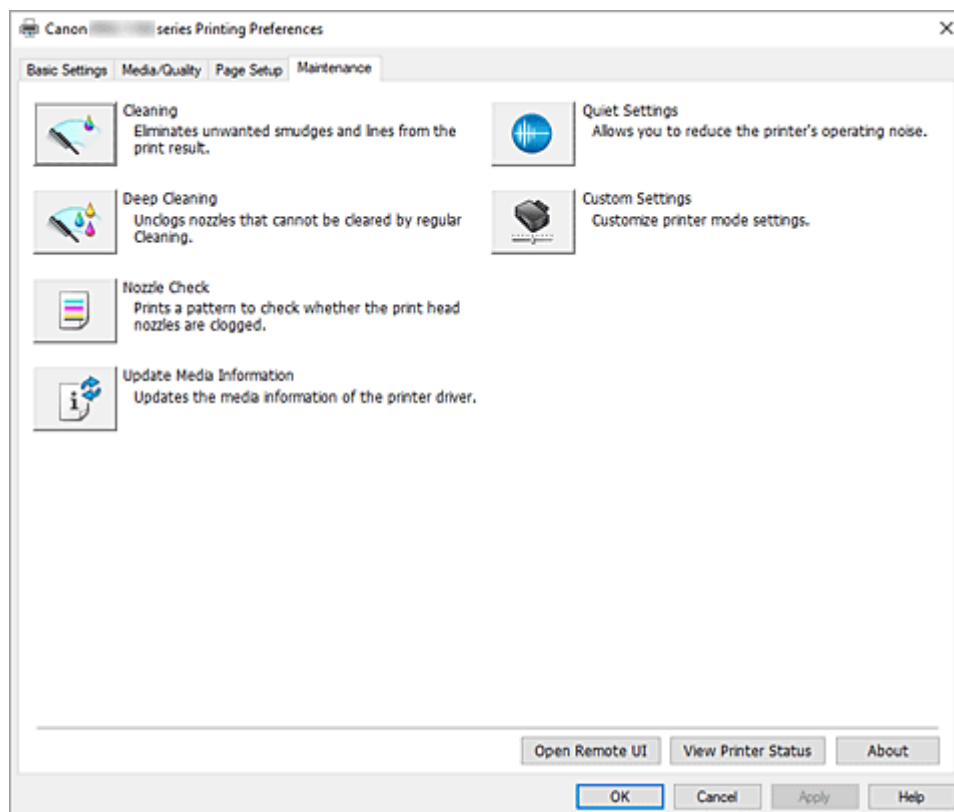 Canon series Printing Preferences
Basic Settings Media/Quality Page Setup Maintenance
Cleaning
Eliminates unwanted smudges and lines from the
print result.
Deep Cleaning
Unclogs nozzles that cannot be cleared by regular
Cleaning.
Nozzle Check
Prints a pattern to check whether the print head
nozzles are clogged.
Update Media Information
Updates the media information of the printer driver.
Quiet Settings
Allows you to reduce the printer's operating noise.
Custom Settings
Customize printer mode settings.
Open Remote UI View Printer Status About
OK Cancel Apply Help